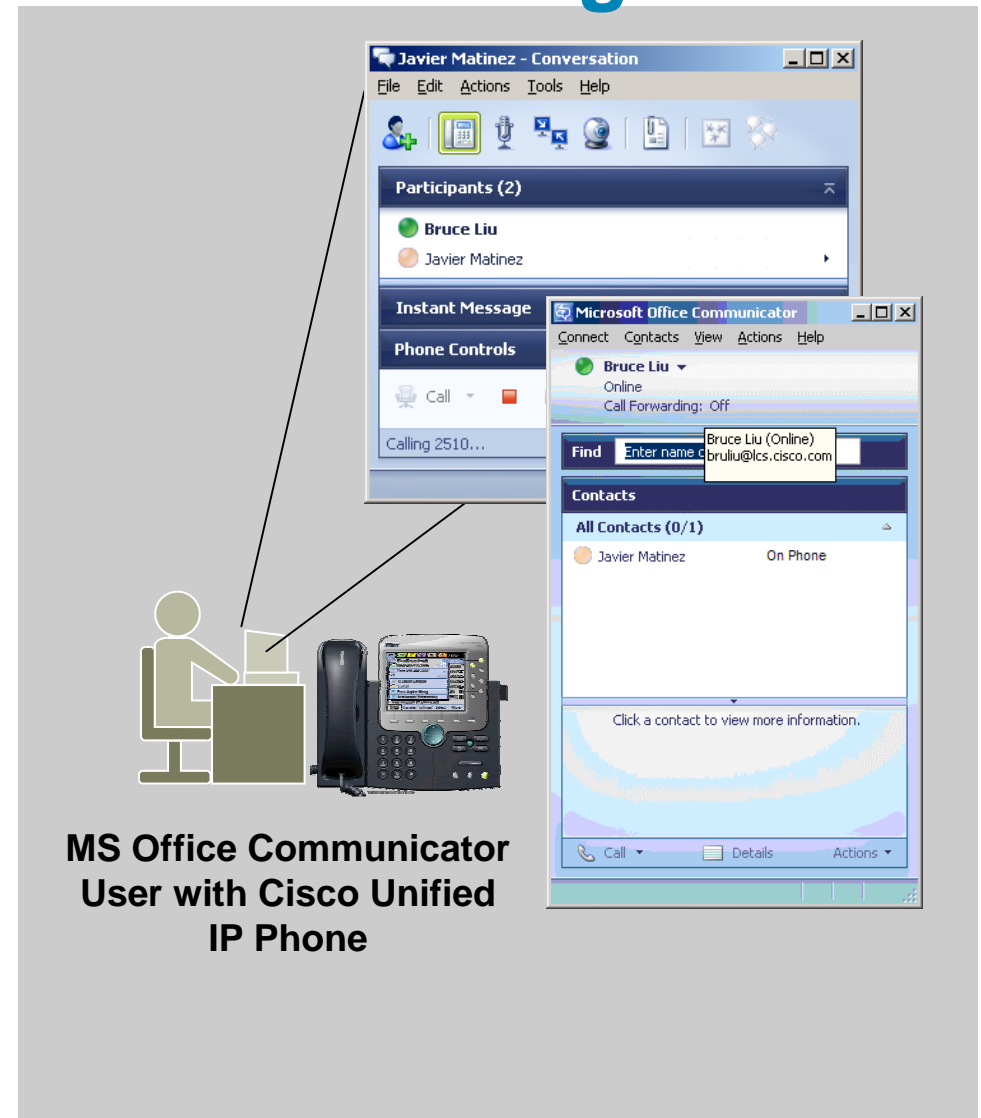 Javier Matinez - Conversation
File Edit Actions Tools Help
Participants (2)
Bruce Liu
Javier Matinez
Instant Message
Phone Controls
Call
Calling 2510...
Microsoft Office Communicator
Connect Contacts View Actions Help
Bruce Liu
Online
Call Forwarding: Off
Bruce Liu (Online)
bruliu@lcs.cisco.com
Find Enter name
Contacts
All Contacts (0/1)
Javier Matinez On Phone
Click a contact to view more information.
Call Details Actions
MS Office Communicator
User with Cisco Unified
IP Phone